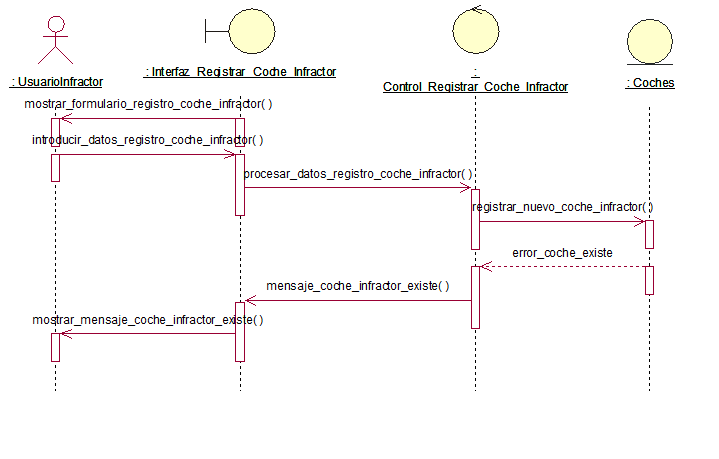 : UsuarioInfractor
: Interfaz_Registrar_Coche_Infractor
:
Control_Registrar_Coche_Infractor
: Coches
mostrar_formulario_registro_coche_infractor( )
introducir_datos_registro_coche_infractor( )
procesar_datos_registro_coche_infractor( )
registrar_nuevo_coche_infractor( )
error_coche_existe
mensaje_coche_infractor_existe( )
mostrar_mensaje_coche_infractor_existe( )